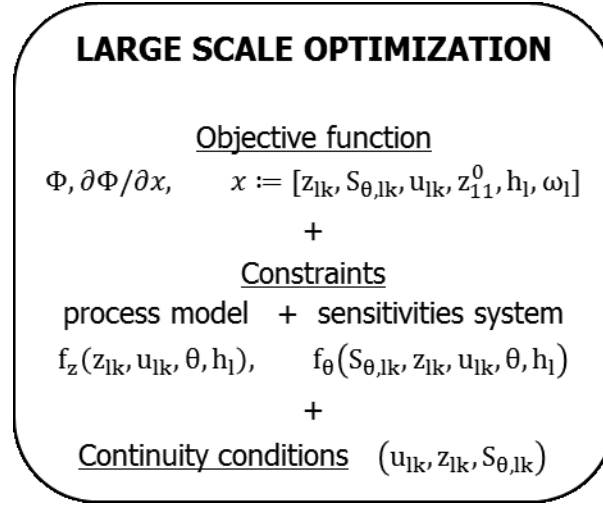 LARGE SCALE OPTIMIZATION
Objective function
Φ, ∂Φ/∂x, x ≔ [z_lk, S_θ,lk, u_lk, z_11^0, h_l, ω_l]
+
Constraints
process model + sensitivities system
f_z(z_lk, u_lk, θ, h_l), f_θ(S_θ,lk, z_lk, u_lk, θ, h_l)
+
Continuity conditions (u_lk, z_lk, S_θ,lk)